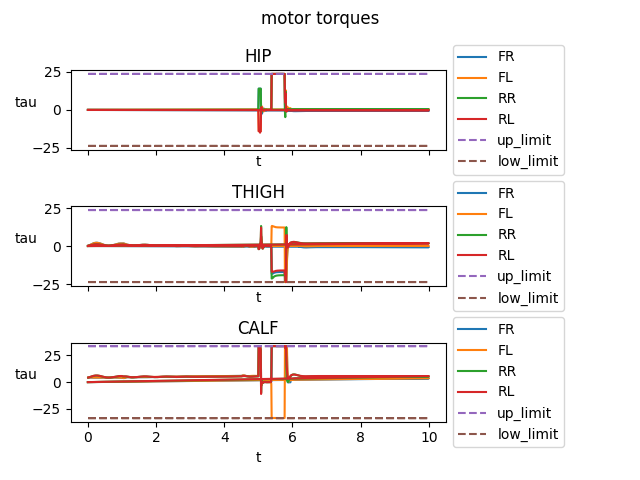 motor torques
HIP
25
0
−25
tau
t
FR
FL
RR
RL
up_limit
low_limit
THIGH
25
0
−25
tau
t
FR
FL
RR
RL
up_limit
low_limit
CALF
25
0
−25
tau
0 2 4 6 8 10
t
FR
FL
RR
RL
up_limit
low_limit